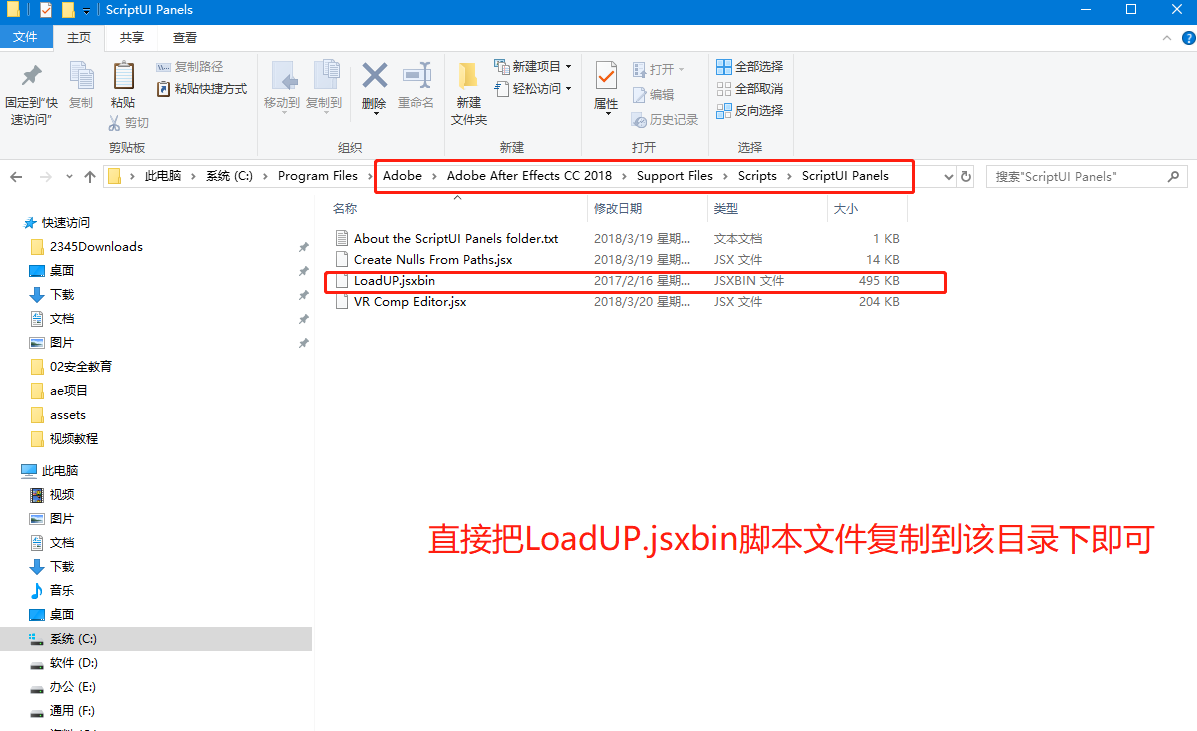 ScriptUI Panels
文件 主页 共享 查看
固定到"快速访问"
复制
粘贴
复制路径
粘贴快捷方式
剪切
剪贴板
移动到
复制到
删除
重命名
组织
新建
文件夹
新建项目
轻松访问
新建
属性
打开
编辑
历史记录
打开
全部选择
全部取消
反向选择
选择
此电脑 > 系统 (C:) > Program Files > Adobe > Adobe After Effects CC 2018 > Support Files > Scripts > ScriptUI Panels
搜索"ScriptUI Panels"
名称 修改日期 类型 大小
About the ScriptUI Panels folder.txt 2018/3/19 星期... 文本文档 1 KB
Create Nulls From Paths.jsx 2018/3/19 星期... JSX 文件 14 KB
LoadUP.jsxbin 2017/2/16 星期... JSXBIN 文件 495 KB
VR Comp Editor.jsx 2018/3/20 星期... JSX 文件 204 KB
快速访问
2345Downloads
桌面
下载
文档
图片
02安全教育
ae项目
assets
视频教程
此电脑
视频
图片
文档
下载
音乐
桌面
系统 (C:)
软件 (D:)
办公 (E:)
通用 (F:)
直接把LoadUP.jsxbin脚本文件复制到该目录下即可